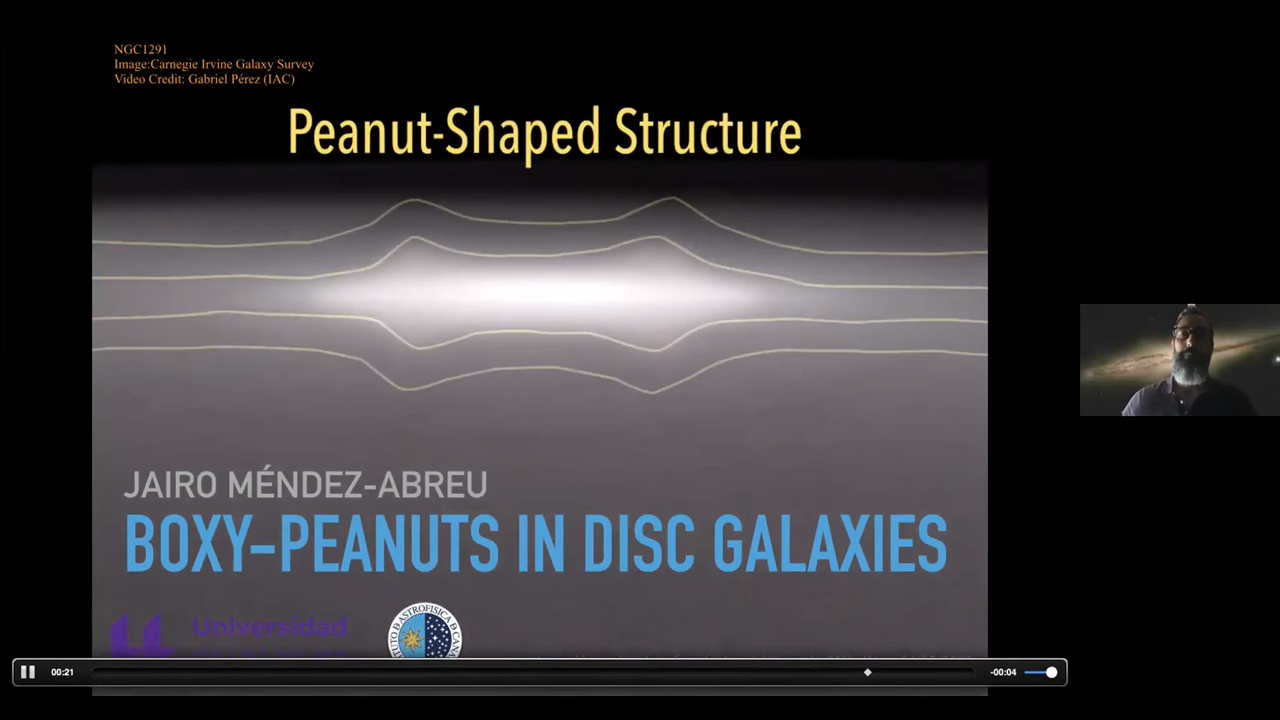 NGC1291
Image:Carnegie Irvine Galaxy Survey
Video Credit: Gabriel Pérez (IAC)
Peanut-Shaped Structure
JAIRO MÉNDEZ-ABREU
BOXY-PEANUTS IN DISC GALAXIES
Universidad
00:21
-00:04